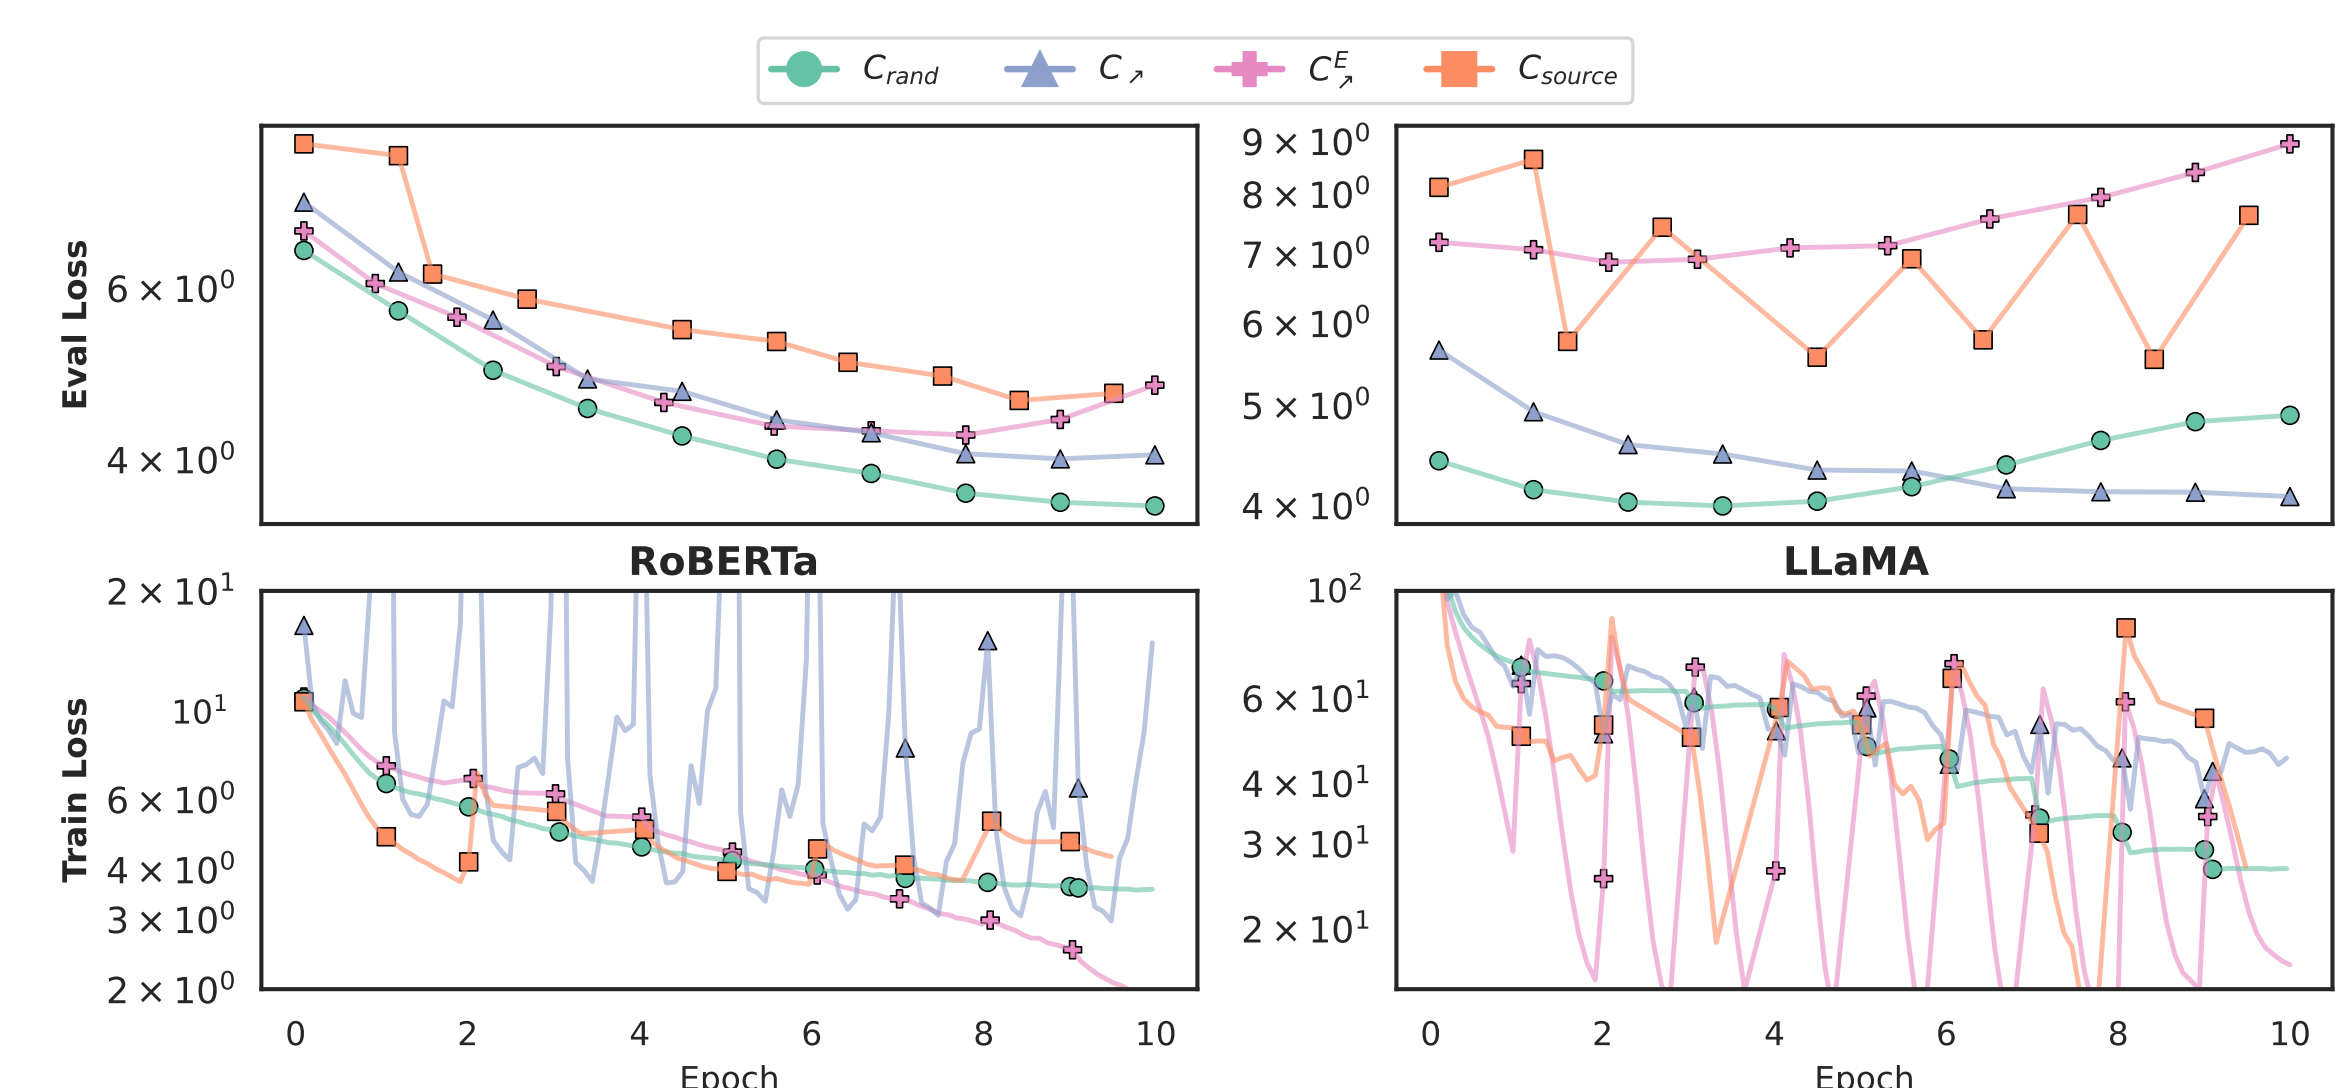 C_rand C_↗ C_↗^E C_source
9 × 10^0
8 × 10^0
7 × 10^0
6 × 10^0
5 × 10^0
4 × 10^0
6 × 10^0
4 × 10^0
Eval Loss
RoBERTa
LLaMA
2 × 10^1
10^1
6 × 10^0
4 × 10^0
3 × 10^0
2 × 10^0
Train Loss
10^2
6 × 10^1
4 × 10^1
3 × 10^1
2 × 10^1
0 2 4 6 8 10
0 2 4 6 8 10
Epoch
Epoch